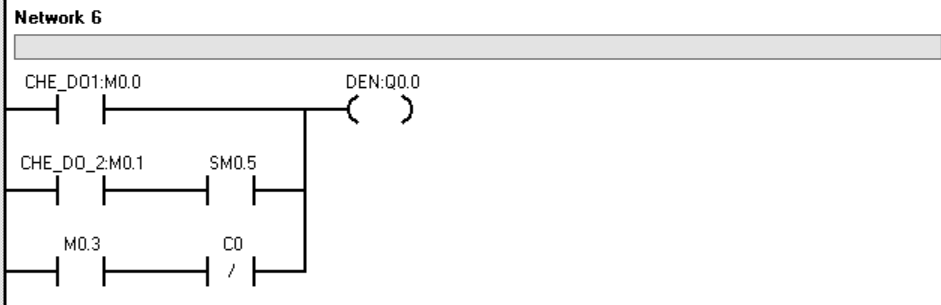 Network 6
CHE_DO1:M0.0 DEN:Q0.0
CHE_DO_2:M0.1 SM0.5
M0.3 C0
/